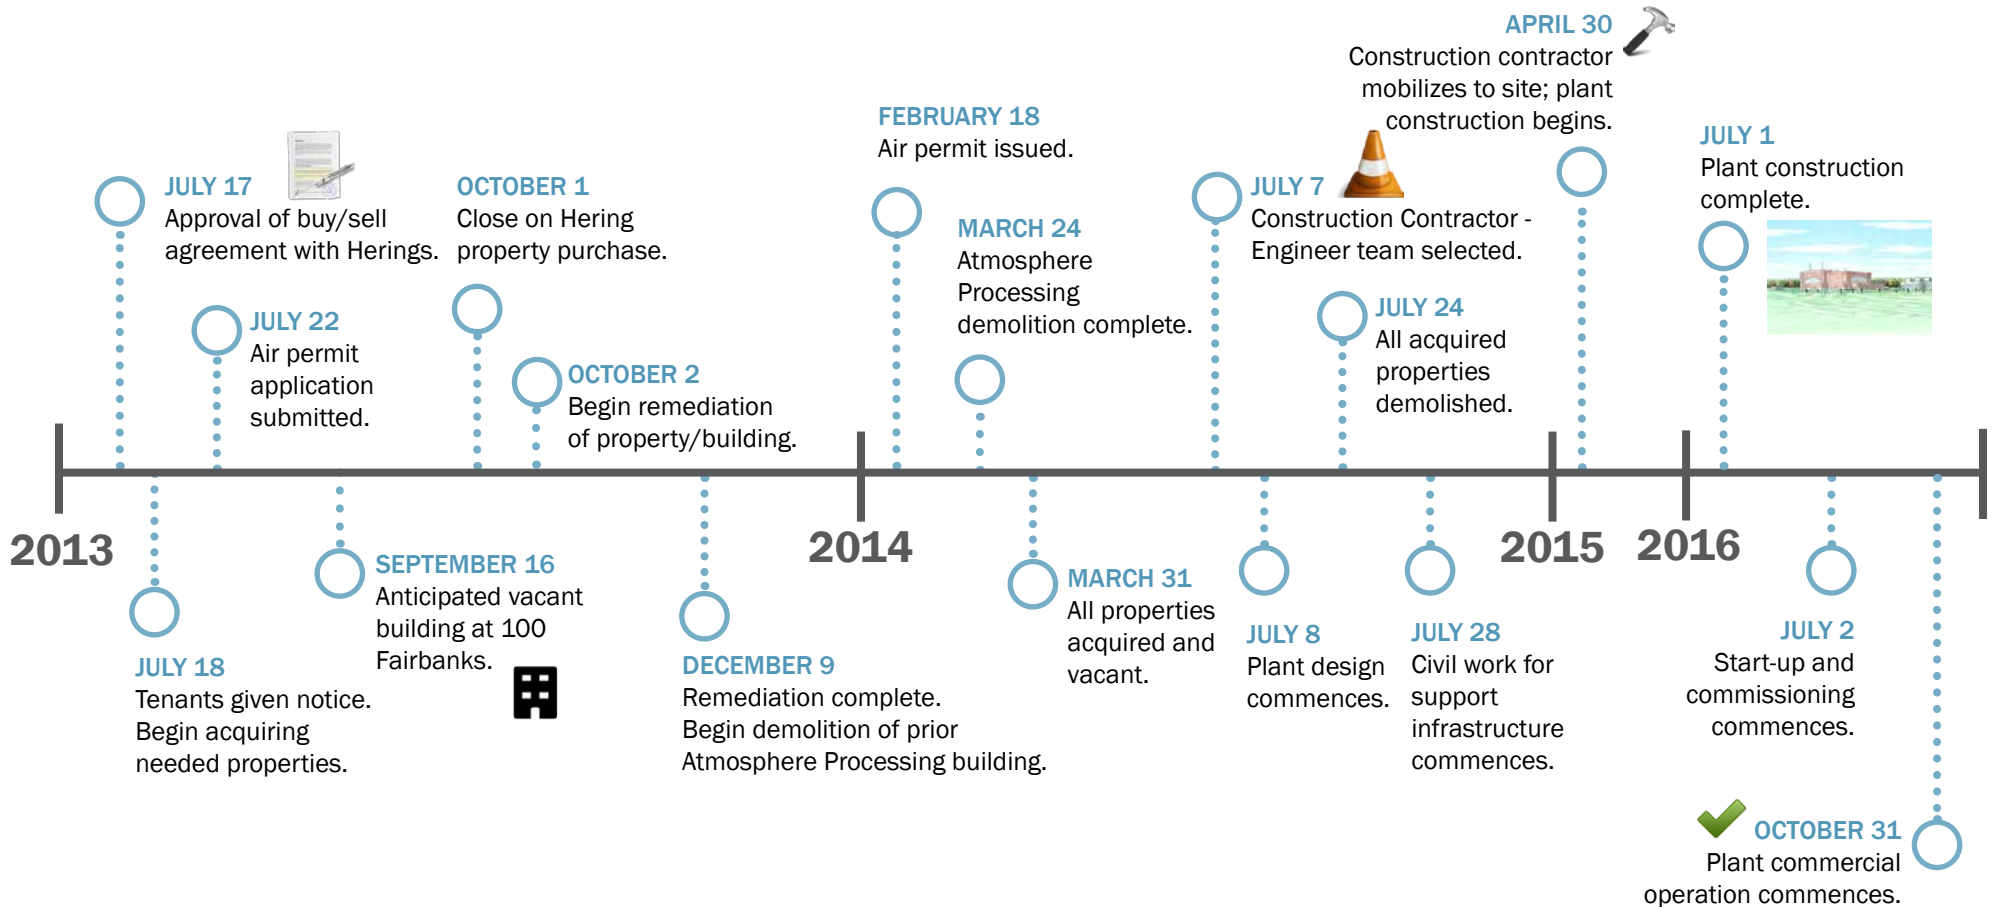 APRIL 30
Construction contractor
mobilizes to site; plant
construction begins.
FEBRUARY 18
Air permit issued.
JULY 1
Plant construction
complete.
JULY 17
Approval of buy/sell
agreement with Herings.
OCTOBER 1
Close on Hering
property purchase.
JULY 7
Construction Contractor -
Engineer team selected.
MARCH 24
Atmosphere
Processing
demolition complete.
JULY 22
Air permit
application
submitted.
JULY 24
All acquired
properties
demolished.
OCTOBER 2
Begin remediation
of property/building.
2013
2014
2015
2016
SEPTEMBER 16
Anticipated vacant
building at 100
Fairbanks.
MARCH 31
All properties
acquired and
vacant.
JULY 18
Tenants given notice.
Begin acquiring
needed properties.
DECEMBER 9
Remediation complete.
Begin demolition of prior
Atmosphere Processing building.
JULY 8
Plant design
commences.
JULY 28
Civil work for
support
infrastructure
commences.
JULY 2
Start-up and
commissioning
commences.
OCTOBER 31
Plant commercial
operation commences.